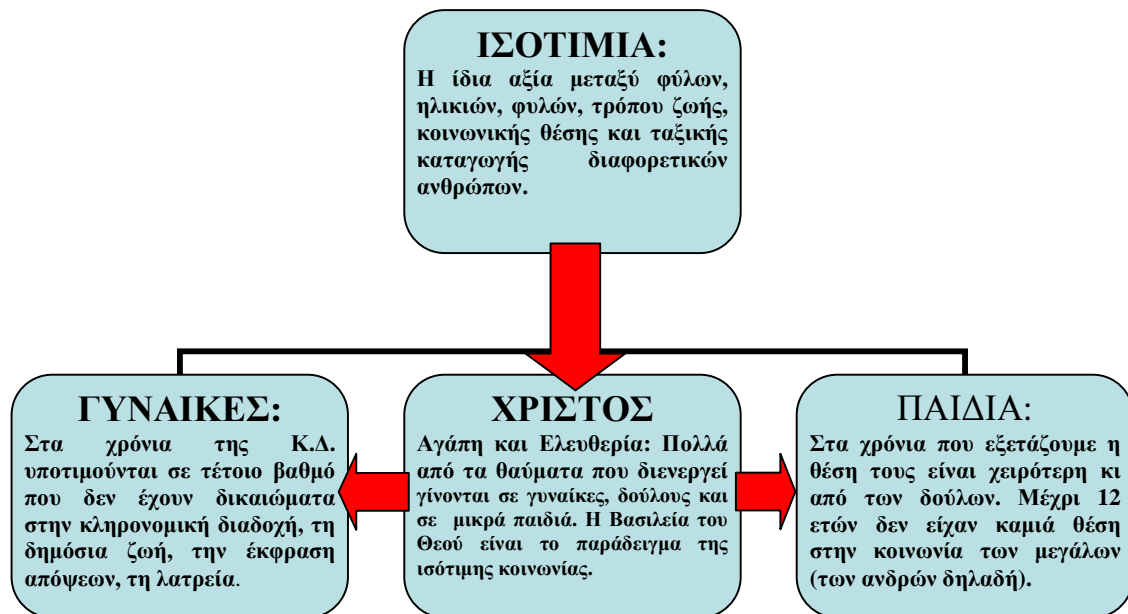 ΙΣΟΤΙΜΙΑ:
Η ίδια αξία μεταξύ φύλων,
ηλικιών, φυλών, τρόπου ζωής,
κοινωνικής θέσης και ταξικής
καταγωγής διαφορετικών
ανθρώπων.
ΓΥΝΑΙΚΕΣ:
Στα χρόνια της Κ.Δ.
υποτιμούνται σε τέτοιο βαθμό
που δεν έχουν δικαιώματα
στην κληρονομική διαδοχή, τη
δημόσια ζωή, την έκφραση
απόψεων, τη λατρεία.
ΧΡΙΣΤΟΣ
Αγάπη και Ελευθερία: Πολλά
από τα θαύματα που διενεργεί
γίνονται σε γυναίκες, δούλους και
σε μικρά παιδιά. Η Βασιλεία του
Θεού είναι το παράδειγμα της
ισότιμης κοινωνίας.
ΠΑΙΔΙΑ:
Στα χρόνια που εξετάζουμε η
θέση τους είναι χειρότερη κι
από των δούλων. Μέχρι 12
ετών δεν είχαν καμιά θέση
στην κοινωνία των μεγάλων
(των ανδρών δηλαδή).